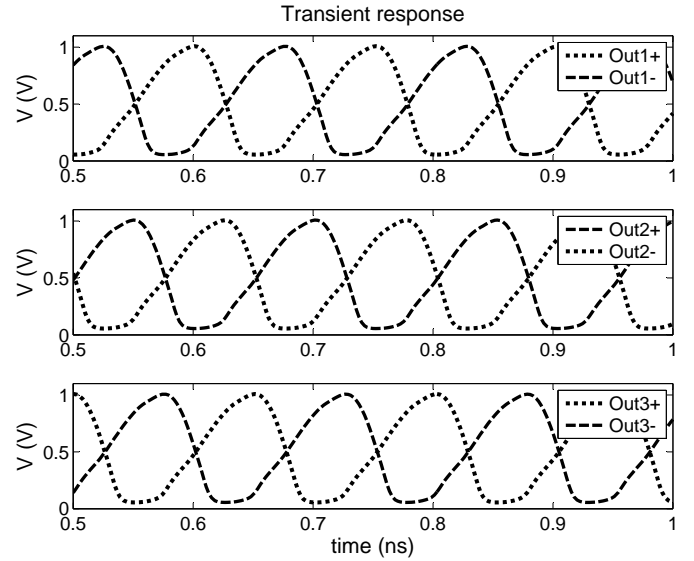 Transient response
V (V)
1
0.5
0
Out1+
Out1-
0.5 0.6 0.7 0.8 0.9 1
V (V)
1
0.5
0
Out2+
Out2-
0.5 0.6 0.7 0.8 0.9 1
V (V)
1
0.5
0
Out3+
Out3-
0.5 0.6 0.7 0.8 0.9 1
time (ns)